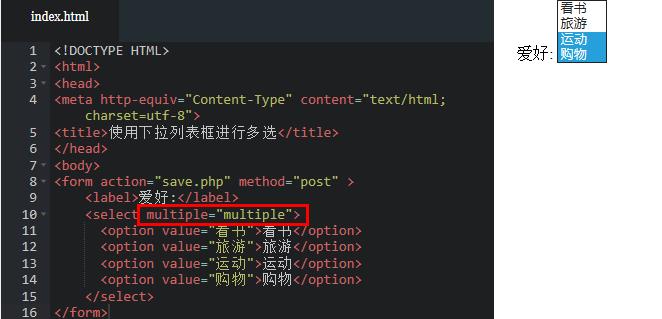 index.html
1 <!DOCTYPE HTML>
2 <html>
3 <head>
4 <meta http-equiv="Content-Type" content="text/html;
charset=utf-8">
5 <title>使用下拉列表框进行多选</title>
6 </head>
7 <body>
8 <form action="save.php" method="post" >
9 <label>爱好:</label>
10 <select multiple="multiple">
11 <option value="看书">看书</option>
12 <option value="旅游">旅游</option>
13 <option value="运动">运动</option>
14 <option value="购物">购物</option>
15 </select>
16 </form>
爱好:
看书
旅游
运动
购物